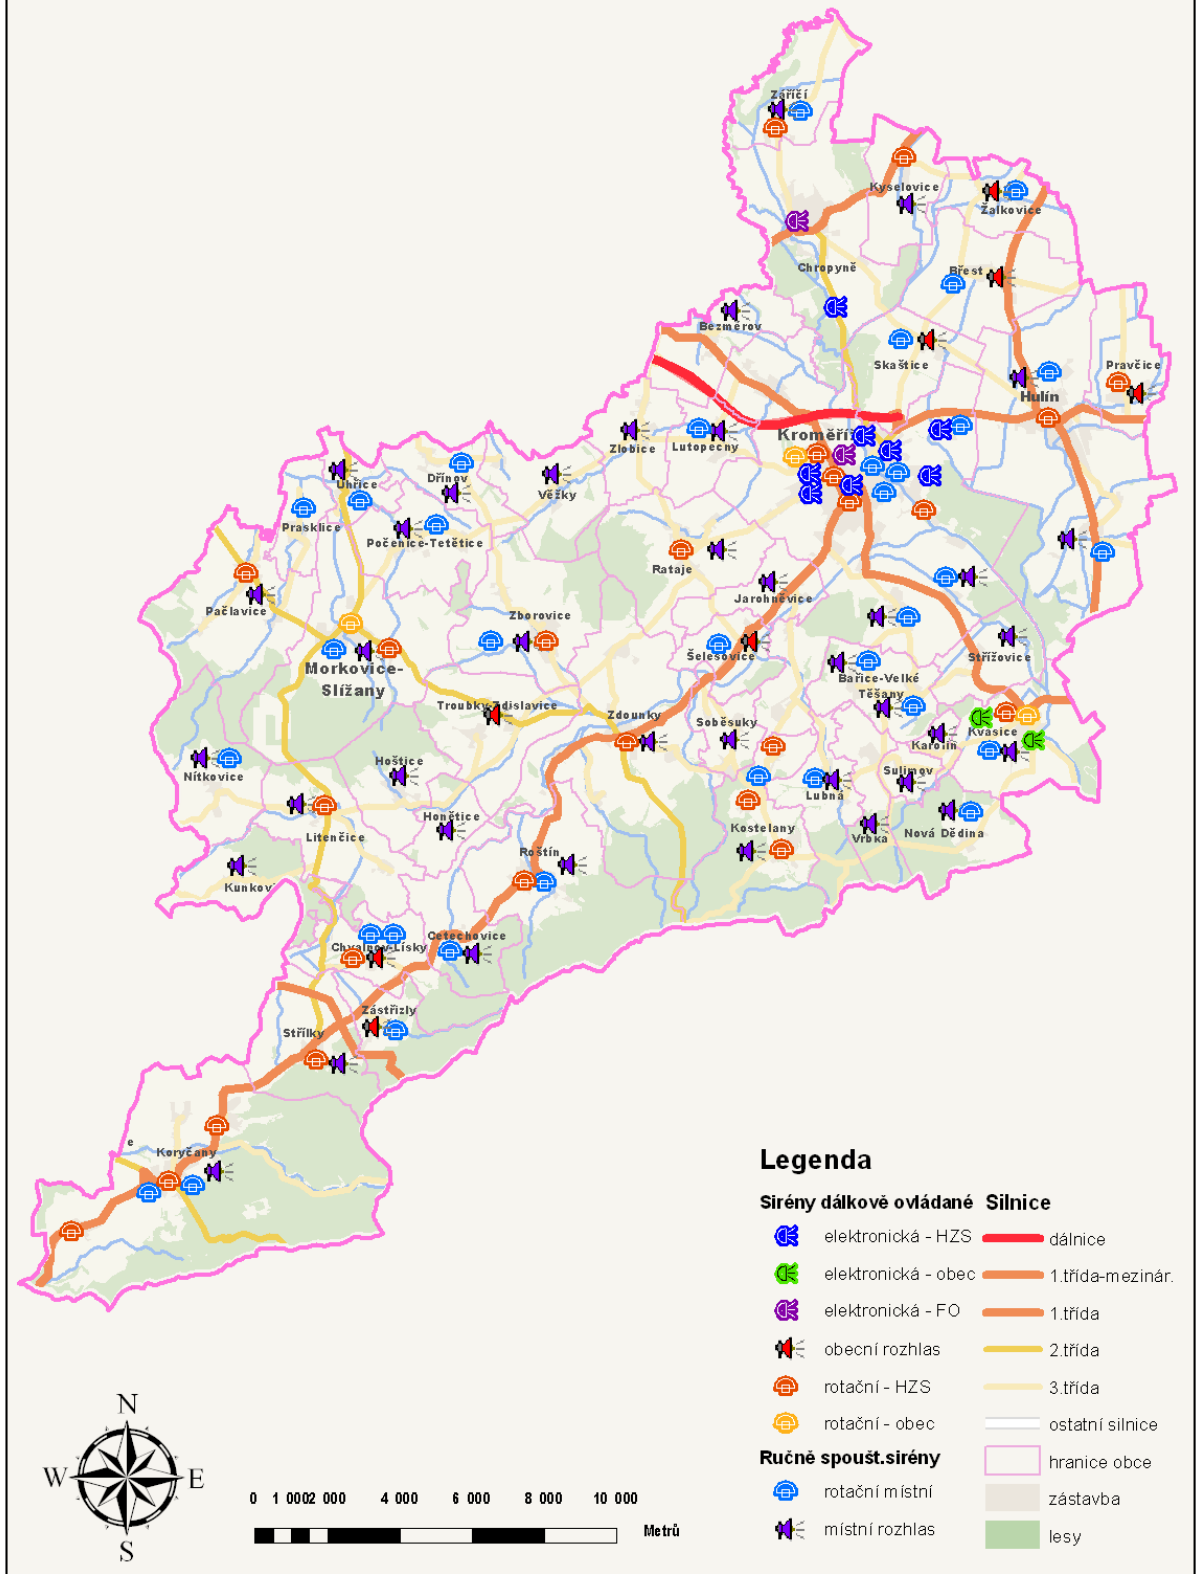 Záříčí
Kyselovice
Žalkovice
Chropyně
Břest
Bezměrov
Skaštice
Pravčice
Hulín
Kroměříž
Zlobice
Lutopecny
Uhřice
Dřínov
Věžky
Prasklice
Počenice-Tetětice
Rataje
Jarohněvice
Pačlavice
Zborovice
Šelešovice
Střížovice
Morkovice-
Slížany
Bařice-Velké
Těšany
Troubky-Zdislavice
Zdounky
Soběsuky
Kvasice
Karolín
Nítkovice
Hoštice
Lubná
Sulimov
Litenčice
Honětice
Kostelany
Vrbka
Nová Dědina
Roštín
Kunkov
Chvalnov-Lísky
Cetechovice
Zástřizly
Střílky
e
Koryčany
Legenda
Sirény dálkově ovládané
elektronická - HZS
elektronická - obec
elektronická - FO
obecní rozhlas
rotační - HZS
rotační - obec
Ručně spoušt.sirény
rotační místní
místní rozhlas
Silnice
dálnice
1.třída-mezinár.
1.třída
2.třída
3.třída
ostatní silnice
hranice obce
zástavba
lesy
N
W E
S
0 1 000 2 000 4 000 6 000 8 000 10 000
Metrů